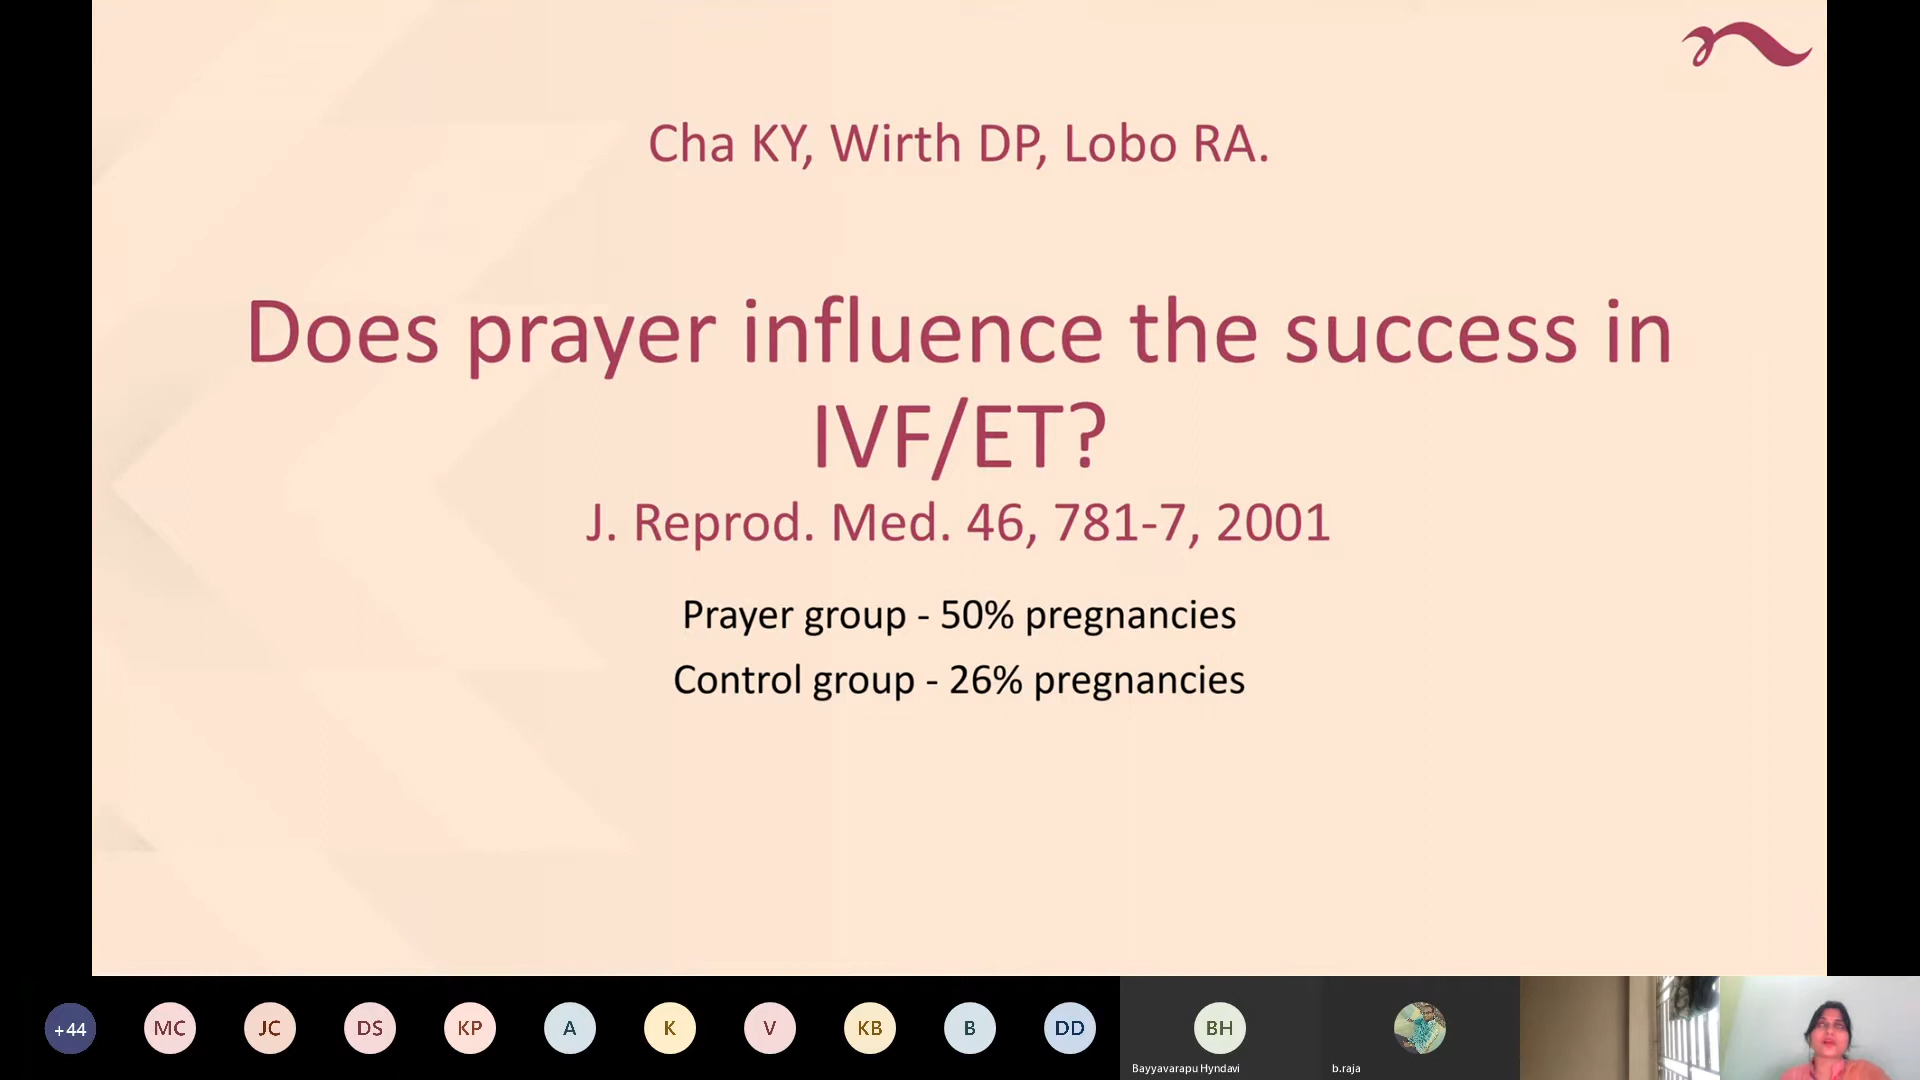 Cha KY, Wirth DP, Lobo RA.
Does prayer influence the success in
IVF/ET?
J. Reprod. Med. 46, 781-7, 2001
Prayer group - 50% pregnancies
Control group - 26% pregnancies
+44
MC
JC
DS
KP
A
K
V
KB
B
DD
BH
Bayyavarapu Hyndavi
b.raja